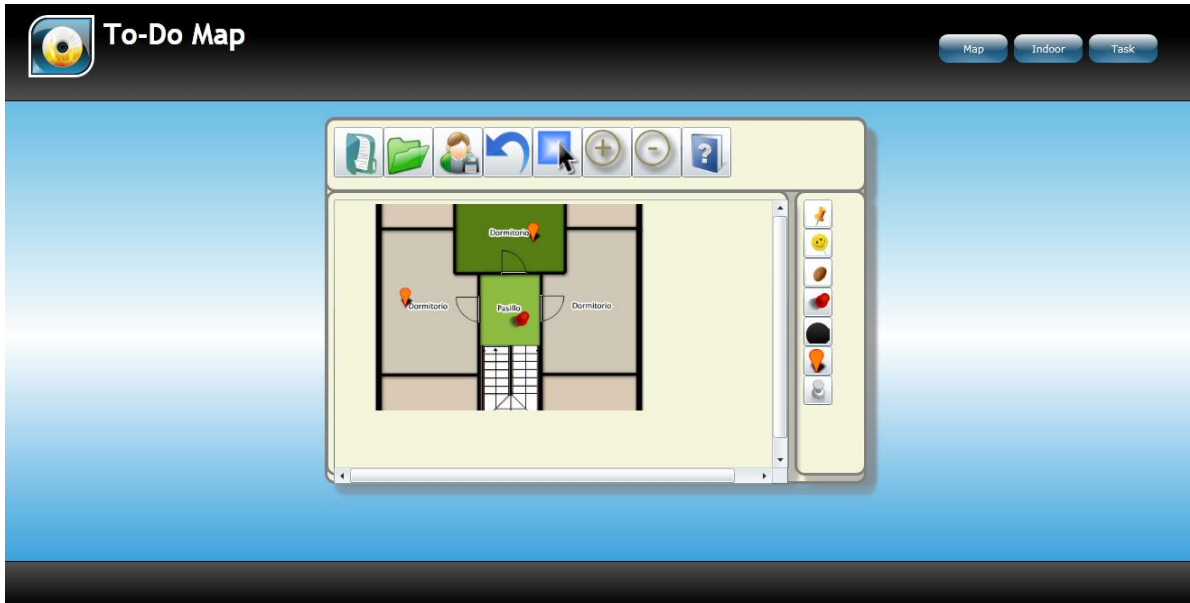 To-Do Map
Map Indoor Task
Dormitorio
Dormitorio
Pasillo
Dormitorio